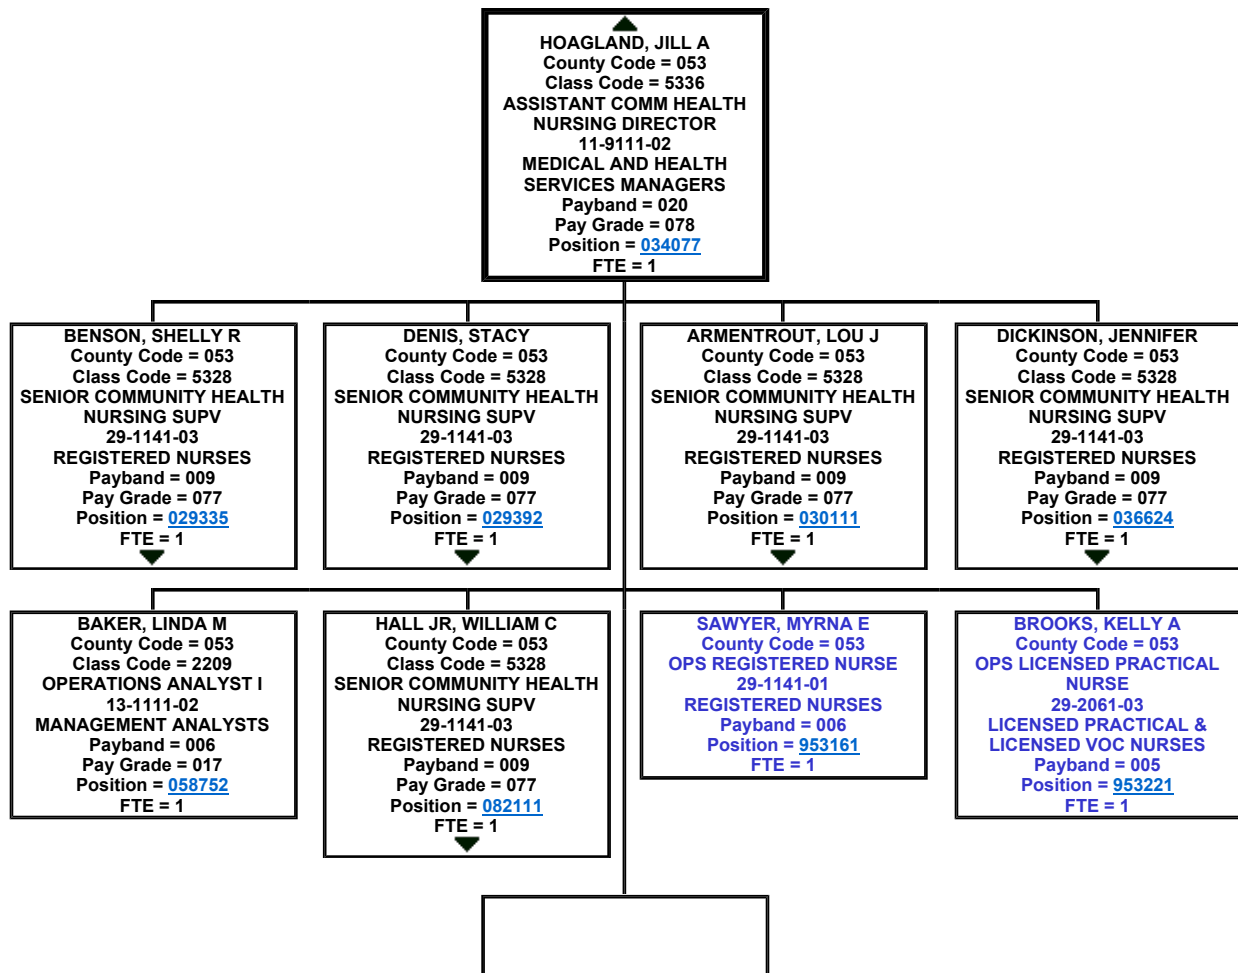 HOAGLAND, JILL A
County Code = 053
Class Code = 5336
ASSISTANT COMM HEALTH
NURSING DIRECTOR
11-9111-02
MEDICAL AND HEALTH
SERVICES MANAGERS
Payband = 020
Pay Grade = 078
Position = 034077
FTE = 1
BENSON, SHELLY R
County Code = 053
Class Code = 5328
SENIOR COMMUNITY HEALTH
NURSING SUPV
29-1141-03
REGISTERED NURSES
Payband = 009
Pay Grade = 077
Position = 029335
FTE = 1
DENIS, STACY
County Code = 053
Class Code = 5328
SENIOR COMMUNITY HEALTH
NURSING SUPV
29-1141-03
REGISTERED NURSES
Payband = 009
Pay Grade = 077
Position = 029392
FTE = 1
ARMENTROUT, LOU J
County Code = 053
Class Code = 5328
SENIOR COMMUNITY HEALTH
NURSING SUPV
29-1141-03
REGISTERED NURSES
Payband = 009
Pay Grade = 077
Position = 030111
FTE = 1
DICKINSON, JENNIFER
County Code = 053
Class Code = 5328
SENIOR COMMUNITY HEALTH
NURSING SUPV
29-1141-03
REGISTERED NURSES
Payband = 009
Pay Grade = 077
Position = 036624
FTE = 1
BAKER, LINDA M
County Code = 053
Class Code = 2209
OPERATIONS ANALYST I
13-1111-02
MANAGEMENT ANALYSTS
Payband = 006
Pay Grade = 017
Position = 058752
FTE = 1
HALL JR, WILLIAM C
County Code = 053
Class Code = 5328
SENIOR COMMUNITY HEALTH
NURSING SUPV
29-1141-03
REGISTERED NURSES
Payband = 009
Pay Grade = 077
Position = 082111
FTE = 1
SAWYER, MYRNA E
County Code = 053
OPS REGISTERED NURSE
29-1141-01
REGISTERED NURSES
Payband = 006
Position = 953161
FTE = 1
BROOKS, KELLY A
County Code = 053
OPS LICENSED PRACTICAL
NURSE
29-2061-03
LICENSED PRACTICAL &
LICENSED VOC NURSES
Payband = 005
Position = 953221
FTE = 1